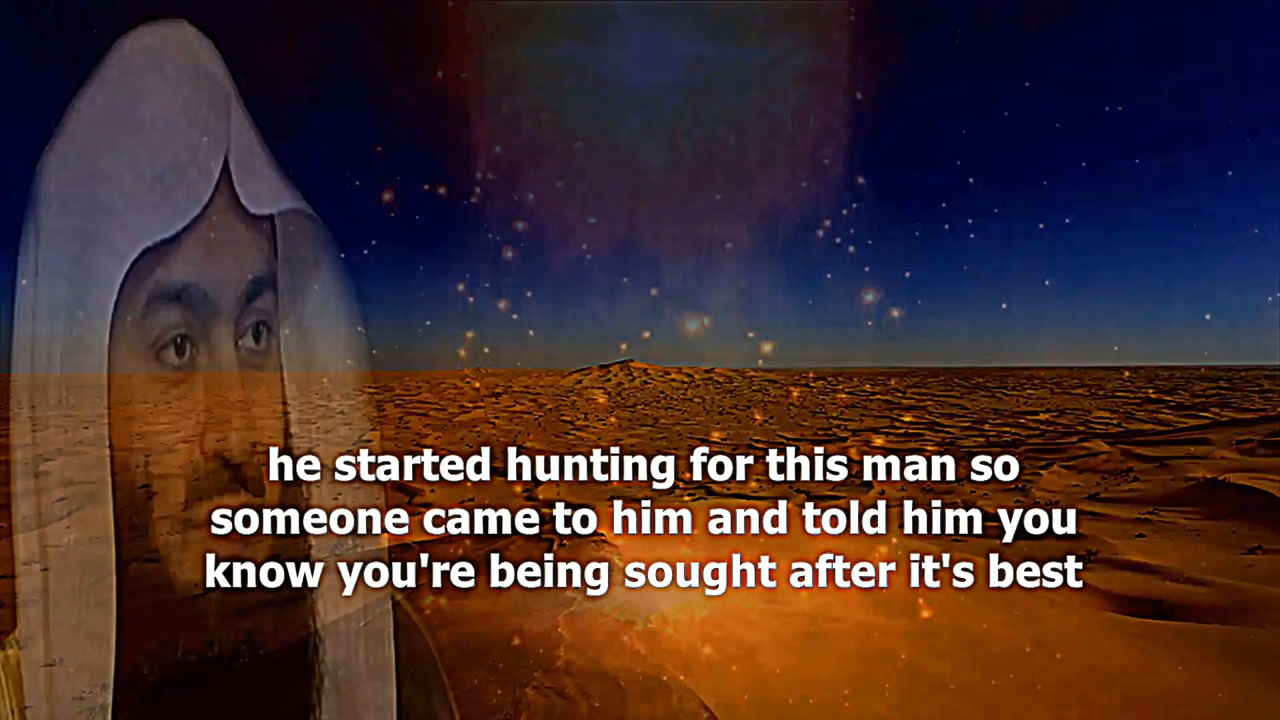 he started hunting for this man so
someone came to him and told him you
know you're being sought after it's best